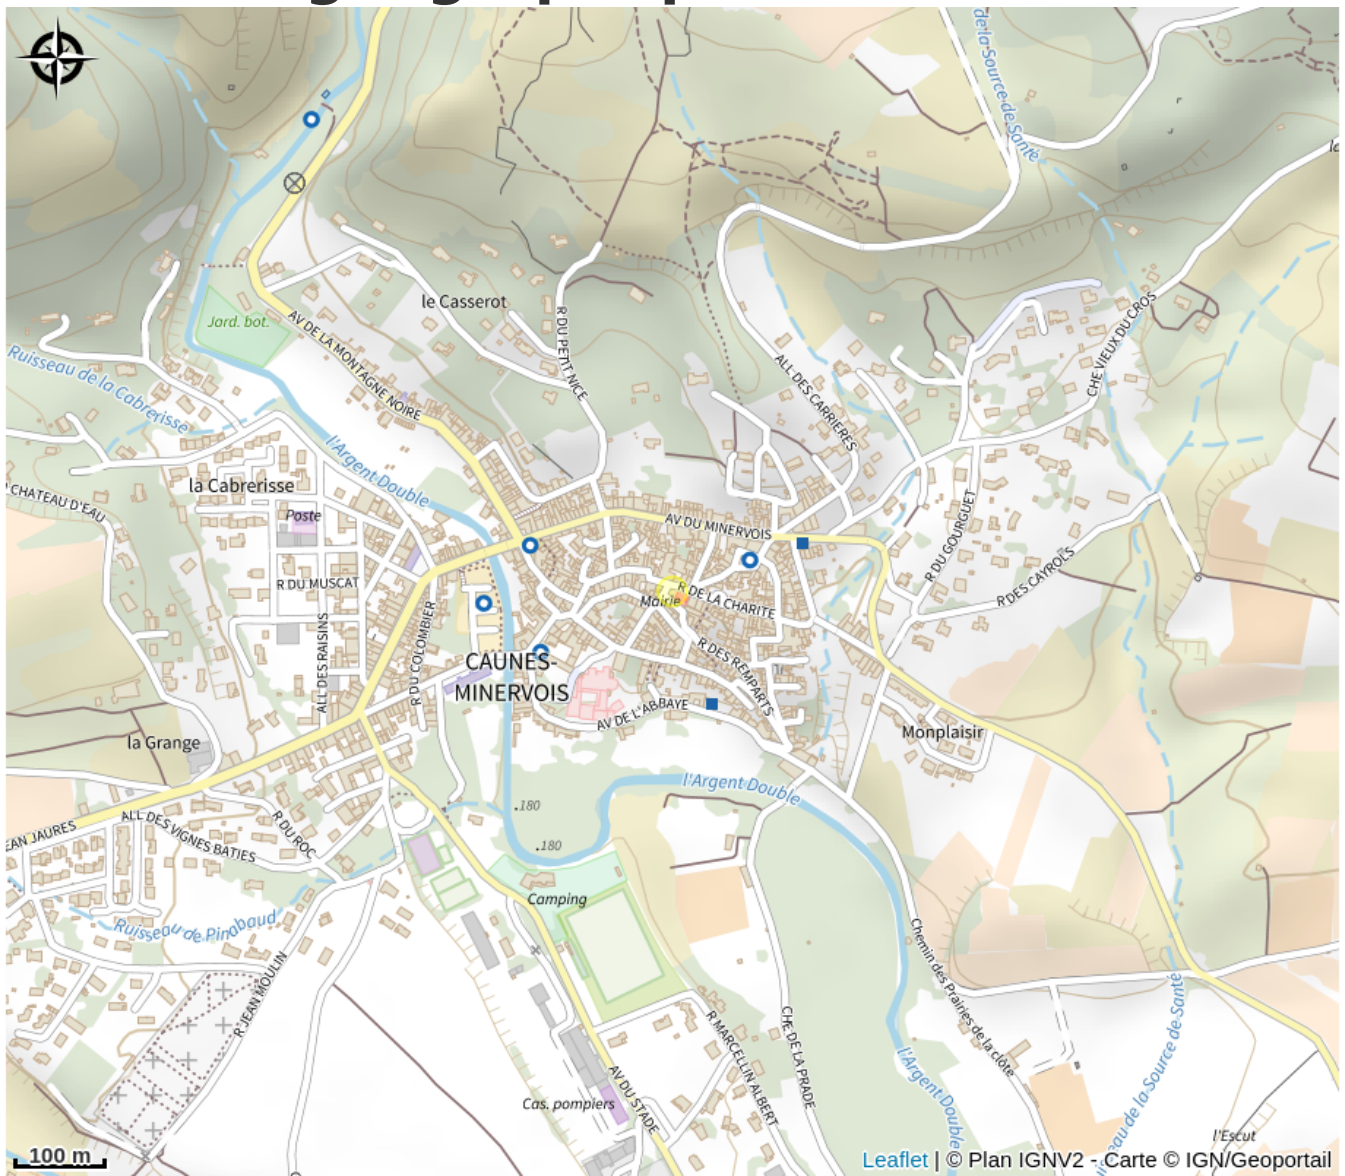 de la Source de Santé
le Casserot
Jard. bot.
AV DE LA MONTAGNE NOIRE
R DU PETIT NICE
CHE VIEUX DU CROS
Ruisseau de la Cabrerisse
ALL DES CARRIERES
l'Argent Double
la Cabrerisse
CHATEAU D'EAU
Poste
AV DU MINERVOIS
R DU GOURGUET
R DU MUSCAT
R DES CAYROLS
Mairie
R DE LA CHARITE
ALL DES RAISINS
R DU COLOMBIER
CAUNES-
MINERVOIS
R DES REMPARTS
AV DE L'ABBAYE
la Grange
Monplaisir
l'Argent Double
.180
EAN JAURES
ALL DES VIGNES BATIES
R DU ROC
.180
Camping
Ruisseau de Pinabaud
R JEAN MOULIN
Chemin des Prairies de la clôte
CHE DE LA PRADE
R MARCELLIN ALBERT
AV DU STADE
Cas. pompiers
l'Argent Double
eau de la Source de Santé
l'Escut
100 m
Leaflet | © Plan IGNV2 - Carte © IGN/Geoportail